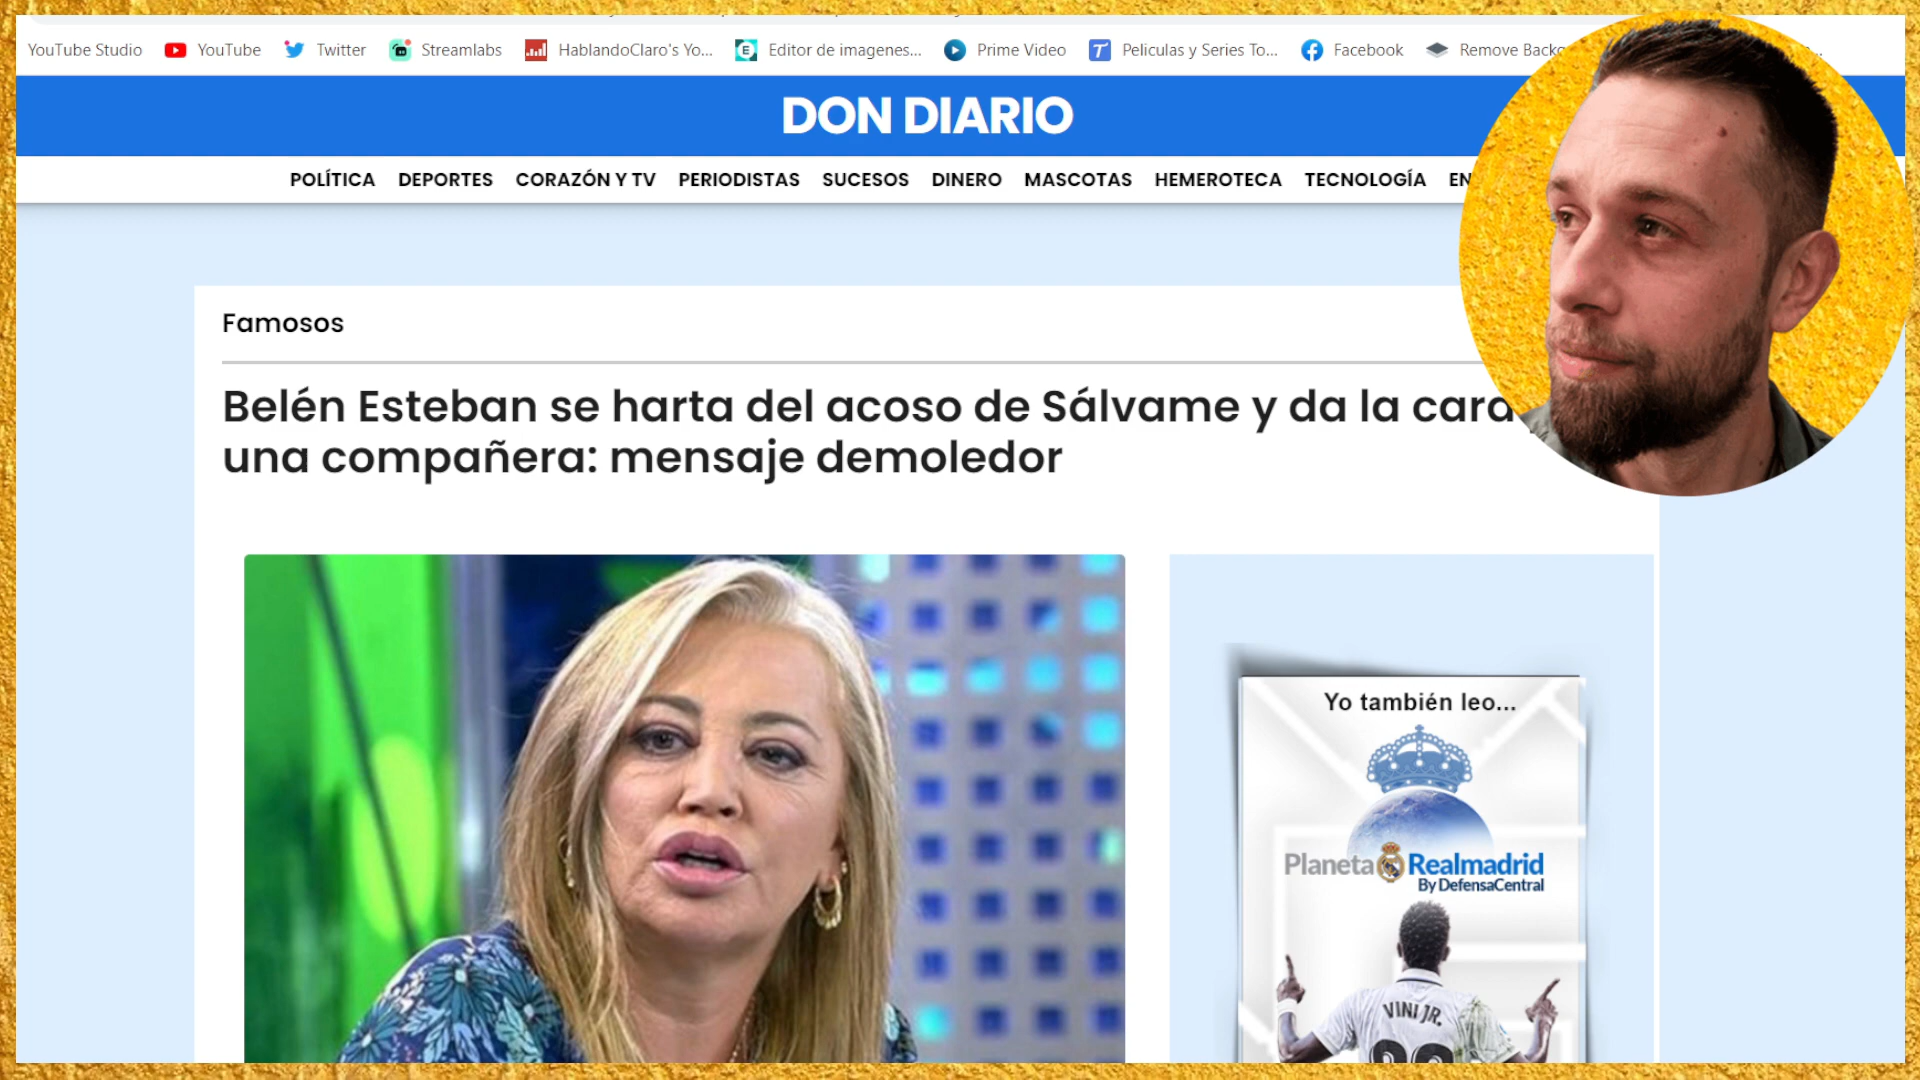 YouTube Studio YouTube Twitter Streamlabs HablandoClaro's Yo... Editor de imagenes... Prime Video Peliculas y Series To... Facebook Remove Backg
DON DIARIO
POLÍTICA DEPORTES CORAZÓN Y TV PERIODISTAS SUCESOS DINERO MASCOTAS HEMEROTECA TECNOLOGÍA EN
Famosos
Belén Esteban se harta del acoso de Sálvame y da la cara
una compañera: mensaje demoledor
Yo también leo...
Planeta Realmadrid
By DefensaCentral
VINI JR.